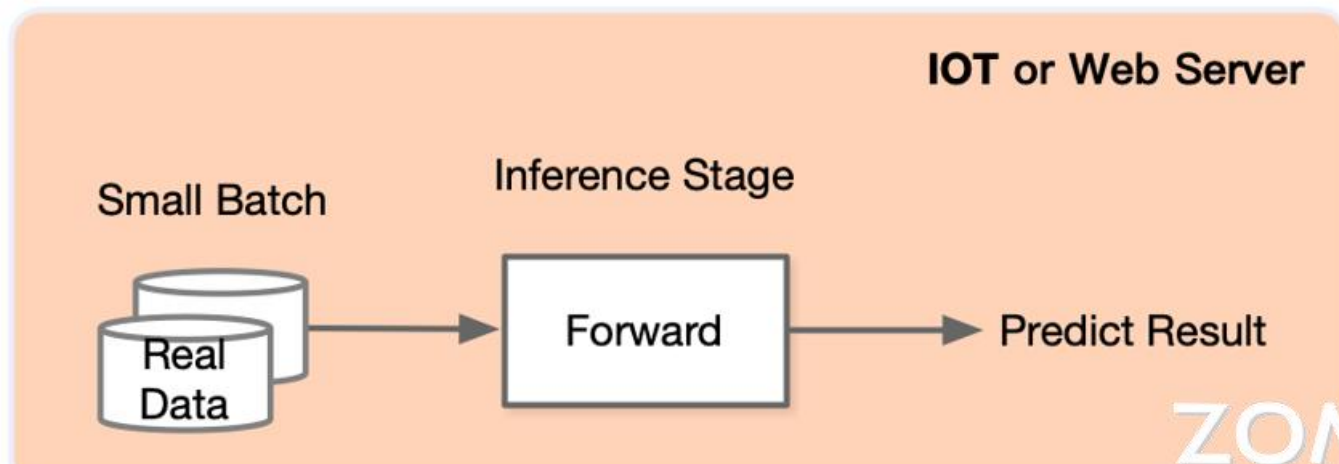 IOT or Web Server
Inference Stage
Small Batch
Real
Data
Forward
Predict Result